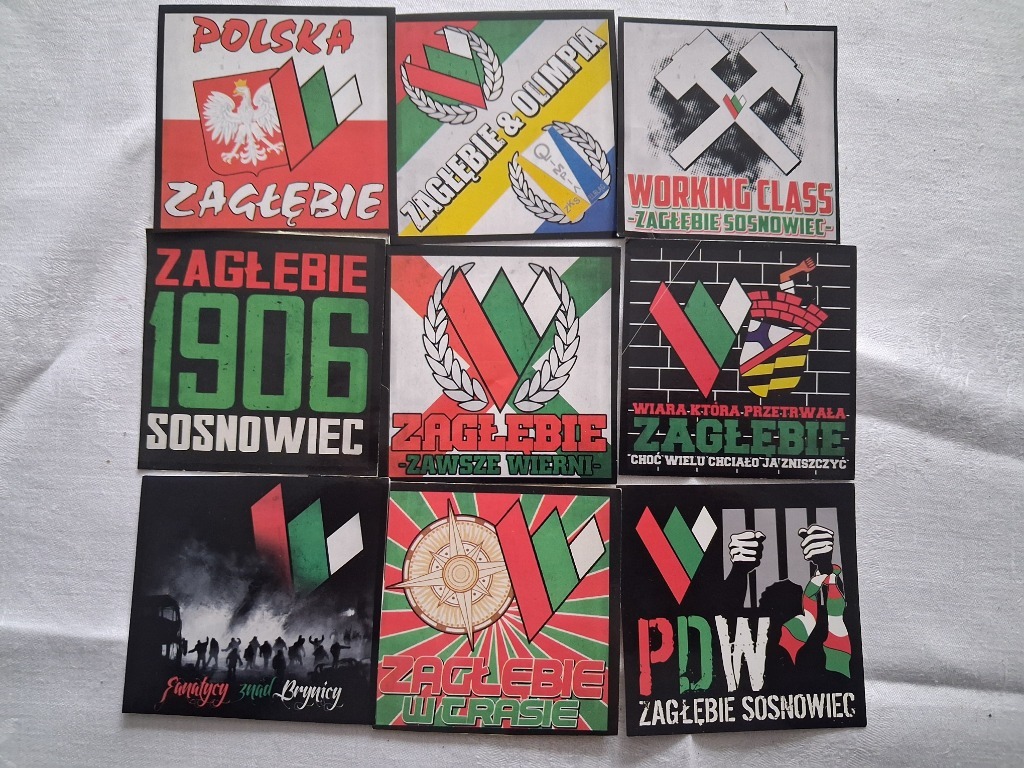 POLSKA
ZAGŁĘBIE
ZAGŁĘBIE & OLIMPIA
WORKING CLASS
-ZAGŁĘBIE SOSNOWIEC-
ZAGŁĘBIE
1906
SOSNOWIEC
ZAGŁĘBIE
-ZAWSZE WIERNI-
WIARA KTÓRA PRZETRWAŁA
ZAGŁĘBIE
CHOĆ WIELU CHCIAŁO JĄ ZNISZCZYĆ
Fanatycy znad Brynicy
ZAGŁĘBIE
W TRASIE
PDW
ZAGŁĘBIE SOSNOWIEC